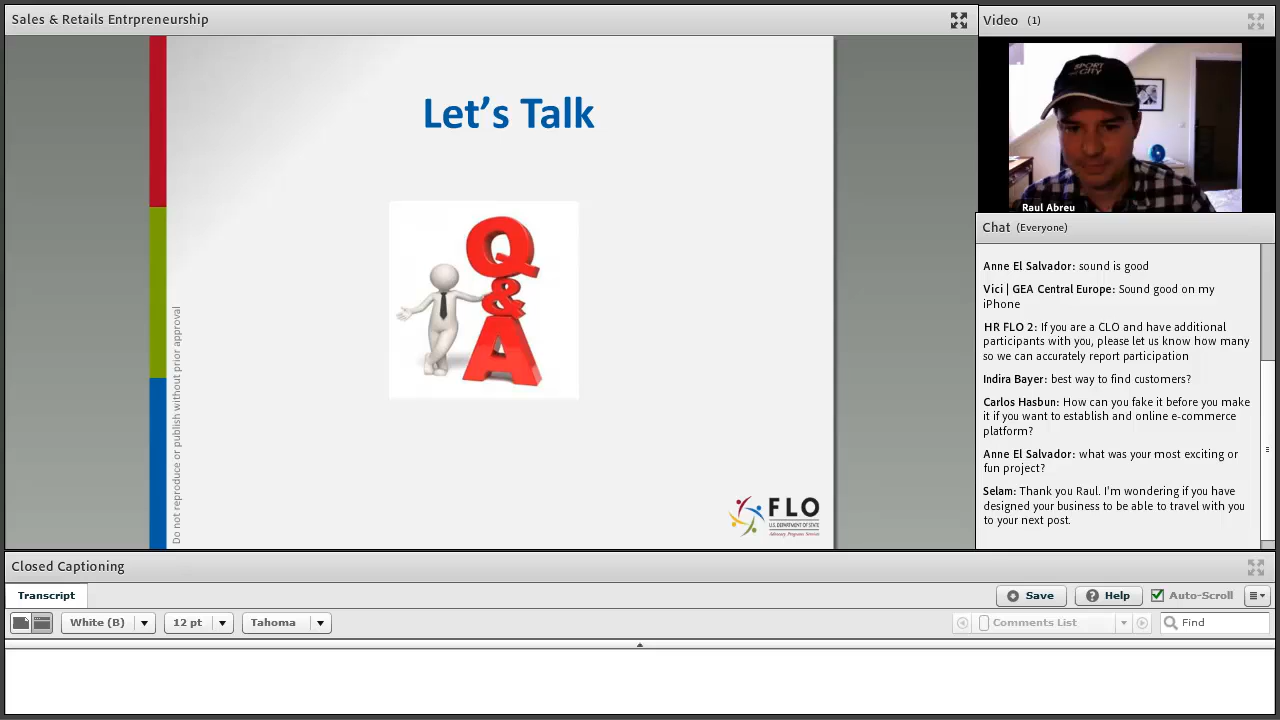 Sales & Retails Entrpreneurship
Let's Talk
Q
&
A
Do not reproduce or publish without prior approval
FLO
U.S. DEPARTMENT OF STATE
Advocacy, Programs, Services
Video (1)
SPORT
CITY
Raul Abreu
Chat (Everyone)
Anne El Salvador: sound is good
Vici | GEA Central Europe: Sound good on my
iPhone
HR FLO 2: If you are a CLO and have additional
participants with you, please let us know how many
so we can accurately report participation
Indira Bayer: best way to find customers?
Carlos Hasbun: How can you fake it before you make
it if you want to establish and online e-commerce
platform?
Anne El Salvador: what was your most exciting or
fun project?
Selam: Thank you Raul. I'm wondering if you have
designed your business to be able to travel with you
to your next post.
Closed Captioning
Transcript
Save
Help
Auto-Scroll
White (B)
12 pt
Tahoma
Comments List
Find